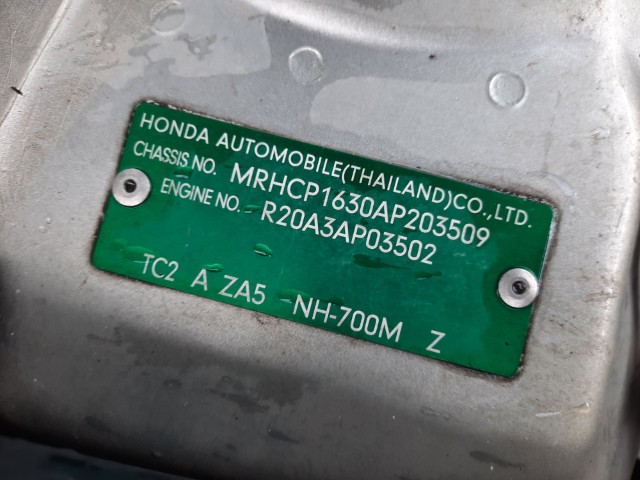 HONDA AUTOMOBILE(THAILAND)CO.,LTD.
CHASSIS NO. MRHCP1630AP203509
ENGINE NO. R20A3AP03502
TC2 A ZA5 NH-700M Z